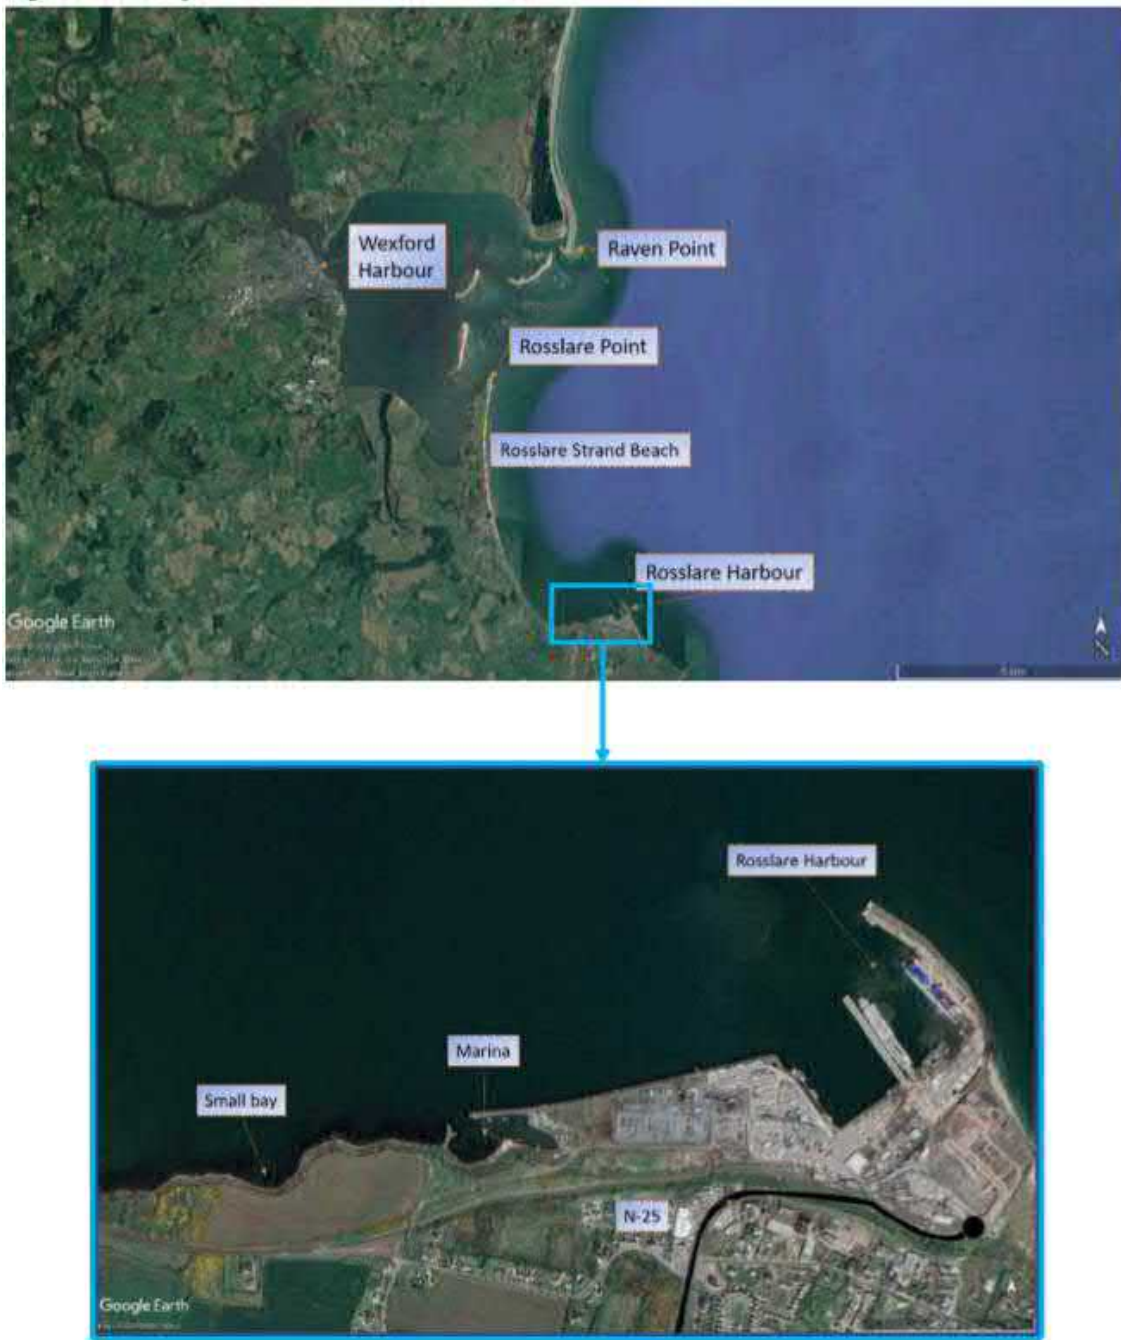 Wexford
Harbour
Raven Point
Rosslare Point
Rosslare Strand Beach
Rosslare Harbour
Google Earth
Rosslare Harbour
Marina
Small bay
N-25
Google Earth